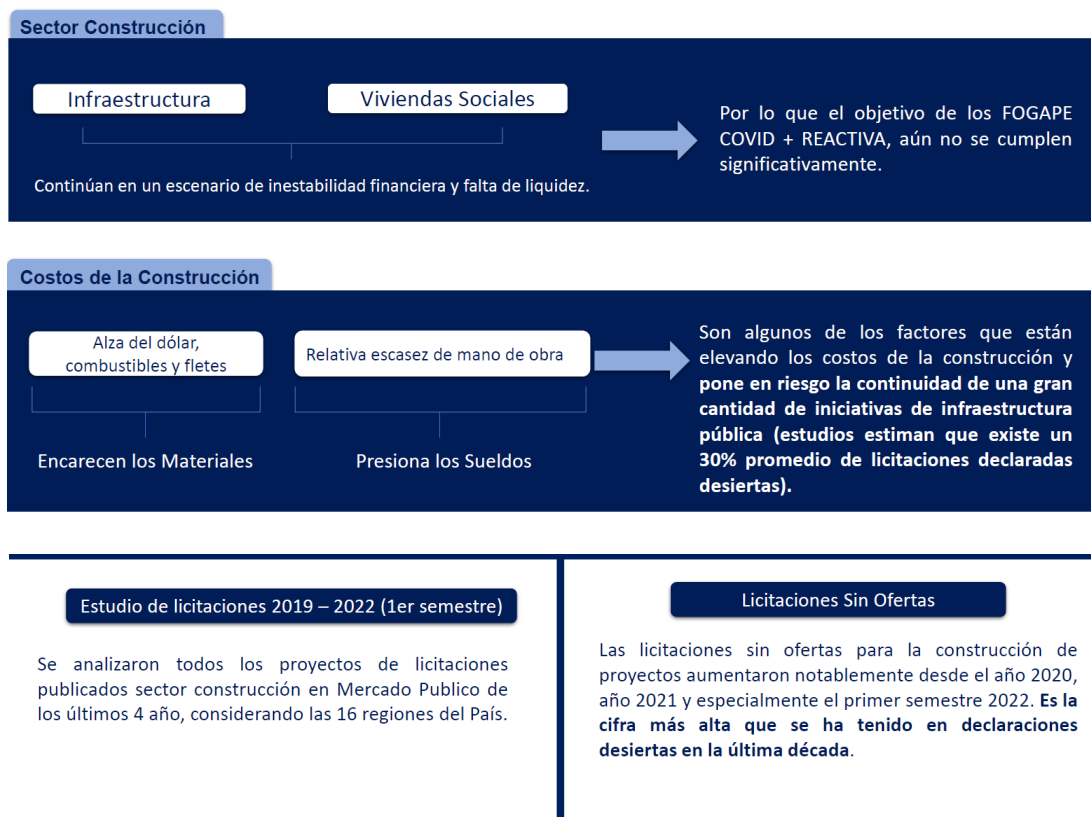 Sector Construcción
Infraestructura
Viviendas Sociales
Continúan en un escenario de inestabilidad financiera y falta de liquidez.
Por lo que el objetivo de los FOGAPE
COVID + REACTIVA, aún no se cumplen
significativamente.
Costos de la Construcción
Alza del dólar,
combustibles y fletes
Relativa escasez de mano de obra
Encarecen los Materiales
Presiona los Sueldos
Son algunos de los factores que están
elevando los costos de la construcción y
pone en riesgo la continuidad de una gran
cantidad de iniciativas de infraestructura
pública (estudios estiman que existe un
30% promedio de licitaciones declaradas
desiertas).
Estudio de licitaciones 2019 – 2022 (1er semestre)
Se analizaron todos los proyectos de licitaciones
publicados sector construcción en Mercado Publico de
los últimos 4 año, considerando las 16 regiones del País.
Licitaciones Sin Ofertas
Las licitaciones sin ofertas para la construcción de
proyectos aumentaron notablemente desde el año 2020,
año 2021 y especialmente el primer semestre 2022. Es la
cifra más alta que se ha tenido en declaraciones
desiertas en la última década.